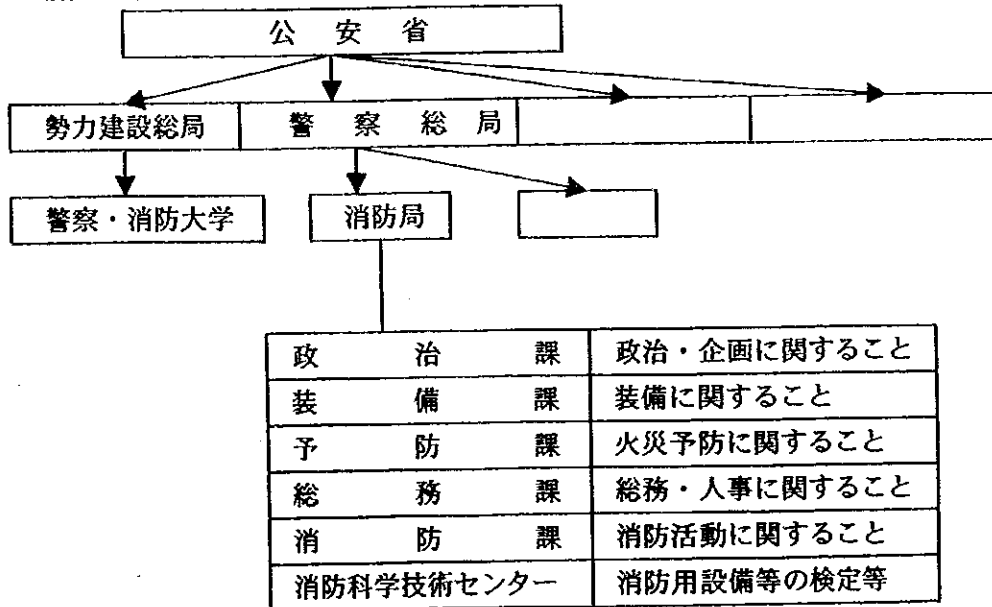 公安省
勢力建設総局 警察総局
警察・消防大学 消防局
政治課 政治・企画に関すること
装備課 装備に関すること
予防課 火災予防に関すること
総務課 総務・人事に関すること
消防課 消防活動に関すること
消防科学技術センター 消防用設備等の検定等